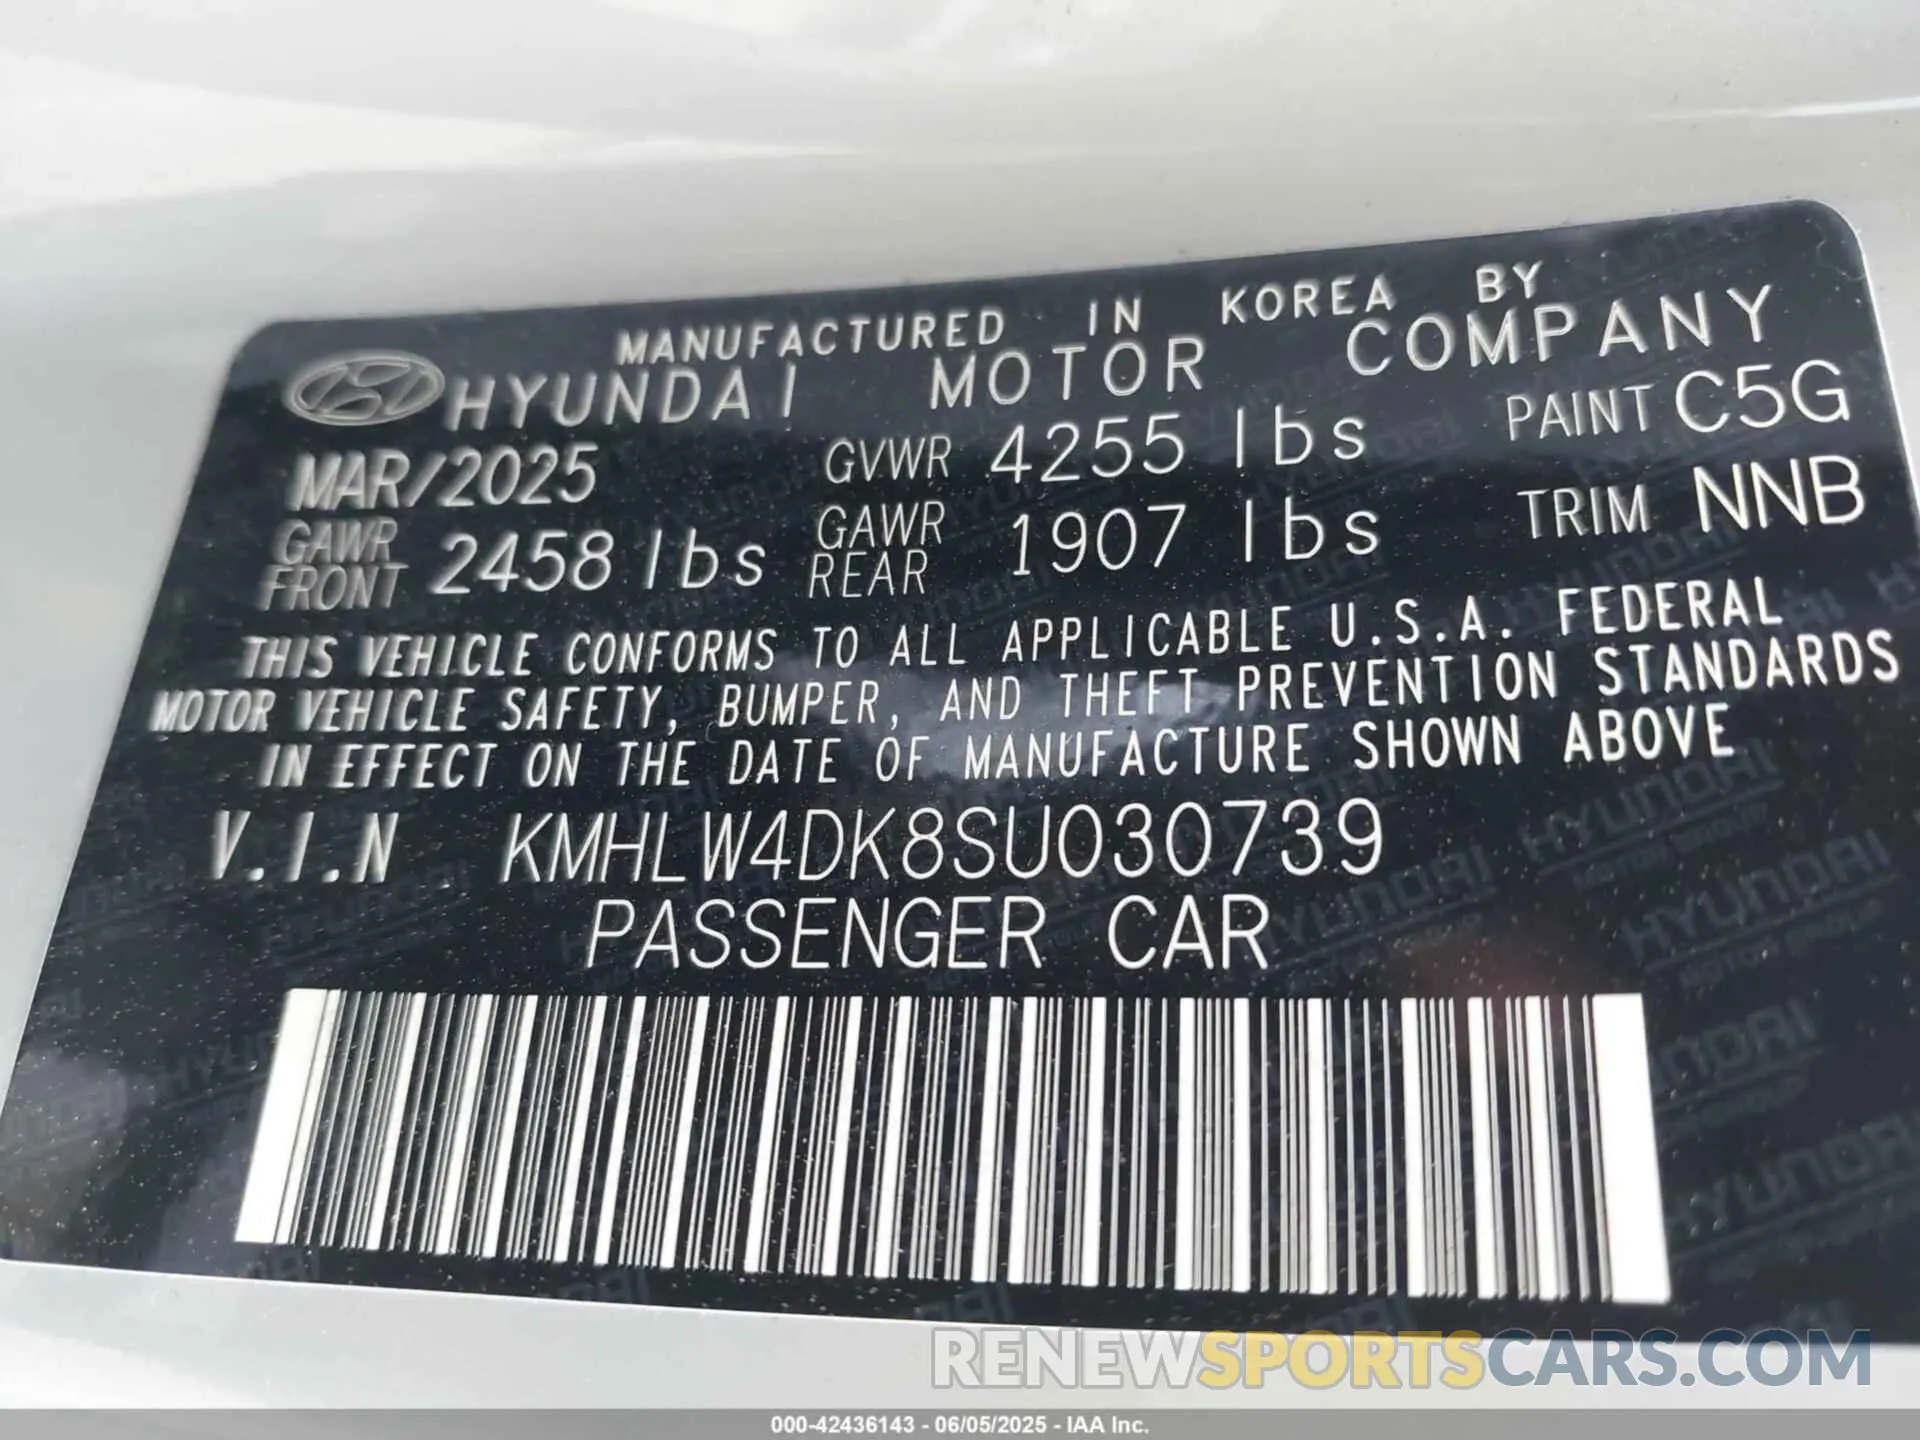 MANUFACTURED IN KOREA BY
HYUNDAI MOTOR COMPANY
MAR/2025 GVWR 4255 lbs PAINT C5G
GAWR FRONT 2458 lbs GAWR REAR 1907 lbs TRIM NNB
THIS VEHICLE CONFORMS TO ALL APPLICABLE U.S.A. FEDERAL
MOTOR VEHICLE SAFETY, BUMPER, AND THEFT PREVENTION STANDARDS
IN EFFECT ON THE DATE OF MANUFACTURE SHOWN ABOVE
V.I.N KMHLW4DK8SU030739
PASSENGER CAR
RENEWSPORTSCARS.COM
000-42436143 - 06/05/2025 - IAA Inc.